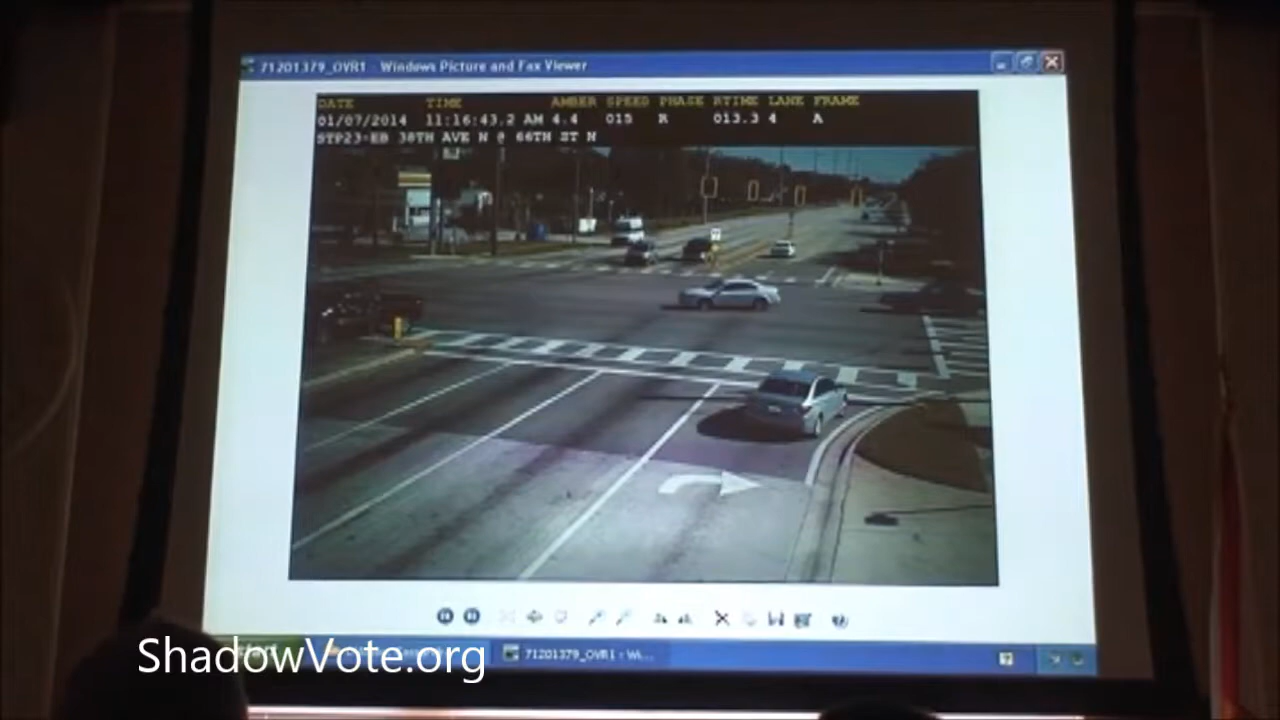 71201379_OVR1 - Windows Picture and Fax Viewer
DATE TIME AMBER SPEED PHASE RTIME LANE FRAME
01/07/2014 11:16:43.2 AM 4.4 015 R 013.3 4 A
STP23-EB 38TH AVE N @ 66TH ST N
start
71201379_OVR1 - Wi...
ShadowVote.org